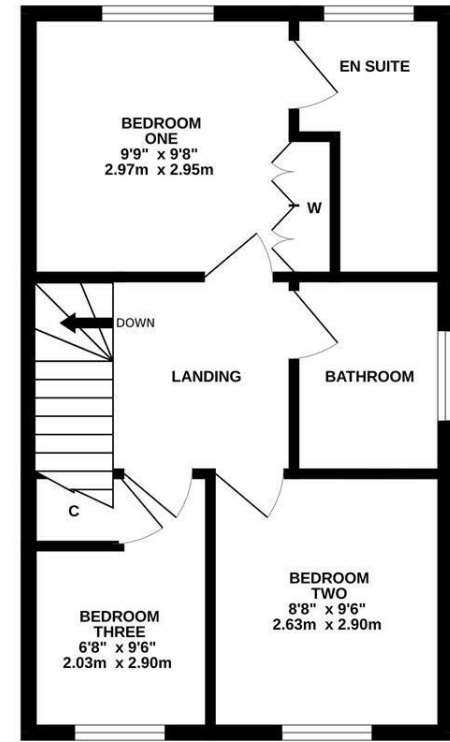 EN SUITE
BEDROOM
ONE
9'9" x 9'8"
2.97m x 2.95m
W
DOWN
LANDING
BATHROOM
C
BEDROOM
TWO
8'8" x 9'6"
2.63m x 2.90m
BEDROOM
THREE
6'8" x 9'6"
2.03m x 2.90m